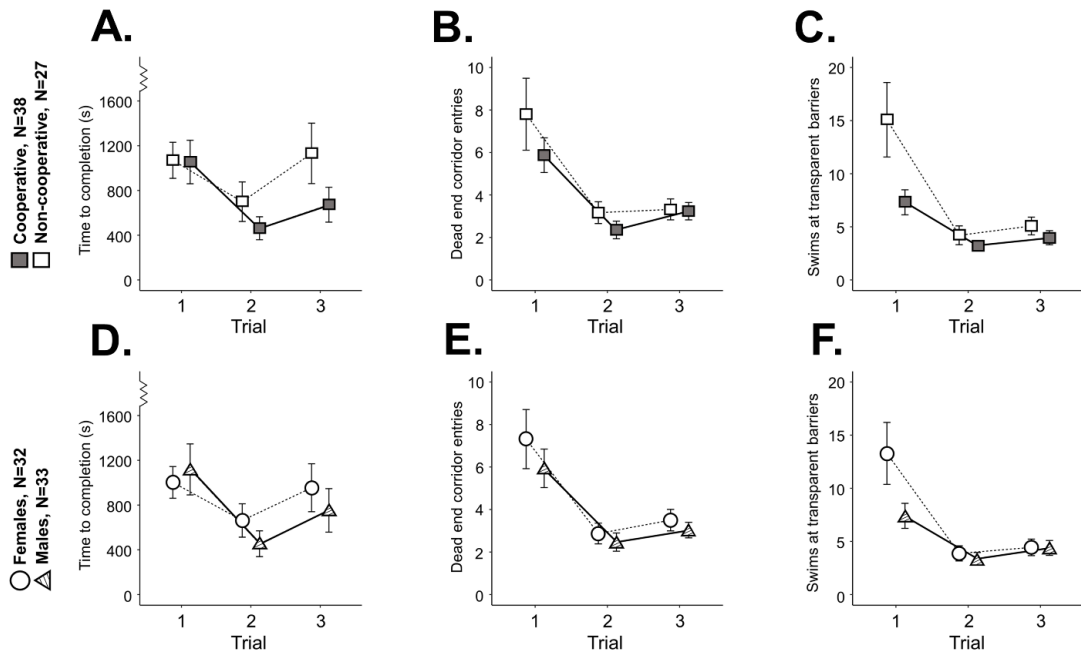 A.
B.
C.
Cooperative, N=38
Non-cooperative, N=27
Time to completion (s)
1600
1200
800
400
0
1 2 3
Trial
Dead end corridor entries
10
8
6
4
2
0
1 2 3
Trial
Swims at transparent barriers
20
15
10
5
0
1 2 3
Trial
D.
E.
F.
Females, N=32
Males, N=33
Time to completion (s)
1600
1200
800
400
0
1 2 3
Trial
Dead end corridor entries
10
8
6
4
2
0
1 2 3
Trial
Swims at transparent barriers
20
15
10
5
0
1 2 3
Trial